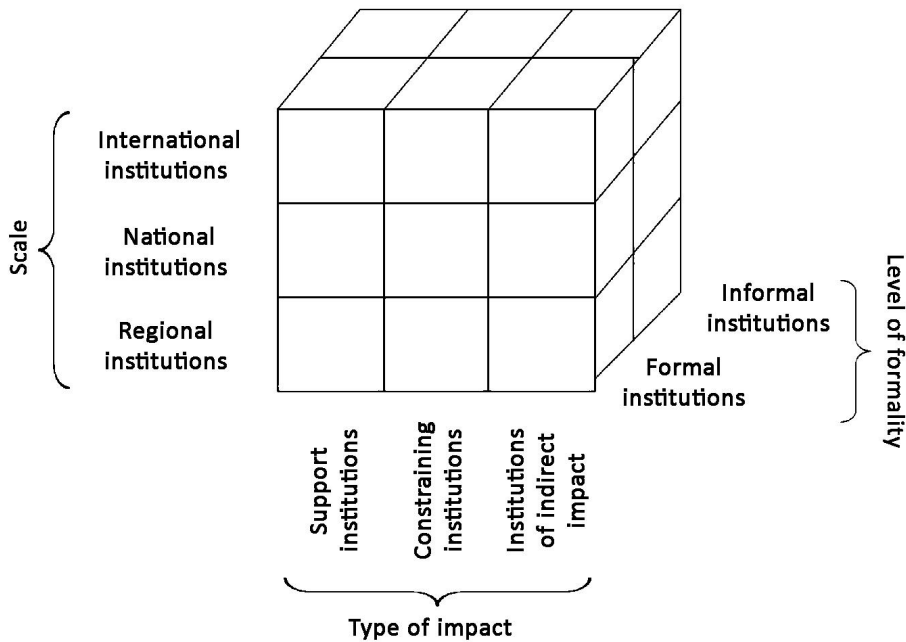 Scale
International
institutions
National
institutions
Regional
institutions
Informal
institutions
Formal
institutions
Level of formality
Support
institutions
Constraining
institutions
Institutions
of indirect
impact
Type of impact